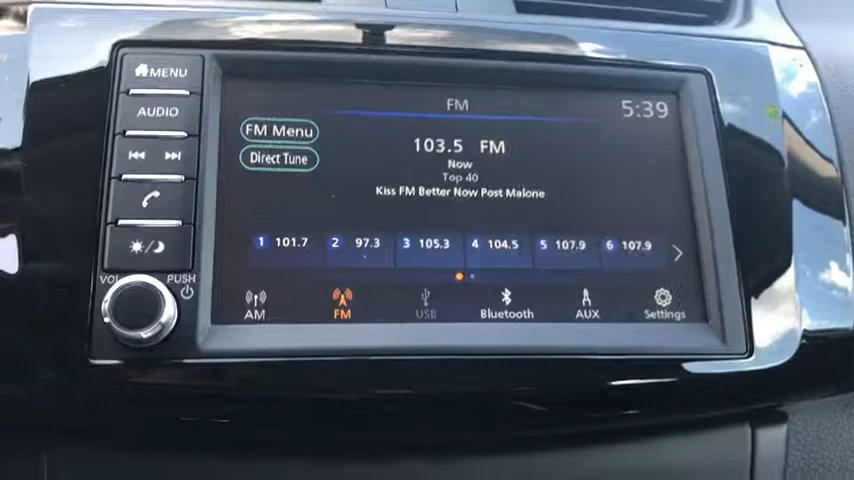 MENU
AUDIO
VOL PUSH
FM 5:39
FM Menu
Direct Tune
103.5 FM
Now
Top 40
Kiss FM Better Now Post Malone
1 101.7 2 97.3 3 105.3 4 104.5 5 107.9 6 107.9
AM FM USB Bluetooth AUX Settings